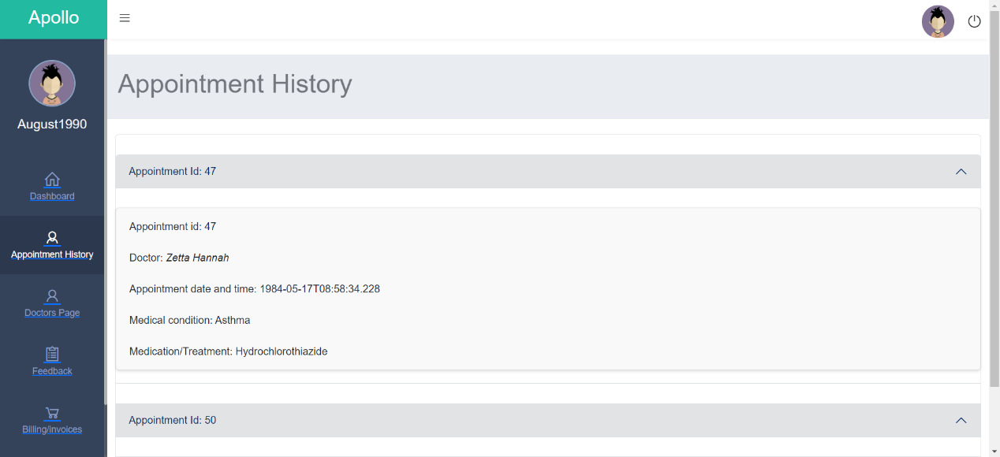 Apollo
August1990
Dashboard
Appointment History
Doctors Page
Feedback
Billing/invoices
Appointment History
Appointment Id: 47
Appointment id: 47
Doctor: Zetta Hannah
Appointment date and time: 1984-05-17T08:58:34.228
Medical condition: Asthma
Medication/Treatment: Hydrochlorothiazide
Appointment Id: 50